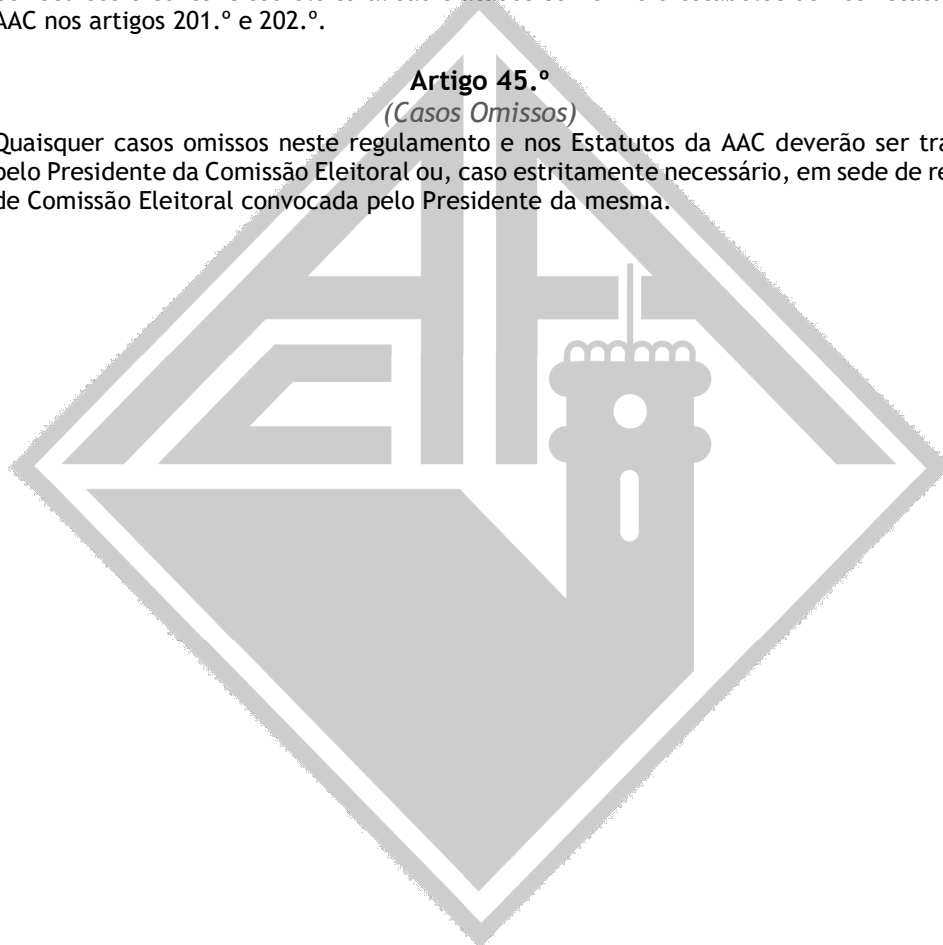 AAC nos artigos 201.º e 202.º.
Artigo 45.º
(Casos Omissos)
Quaisquer casos omissos neste regulamento e nos Estatutos da AAC deverão ser
pelo Presidente da Comissão Eleitoral ou, caso estritamente necessário, em sede de
de Comissão Eleitoral convocada pelo Presidente da mesma.